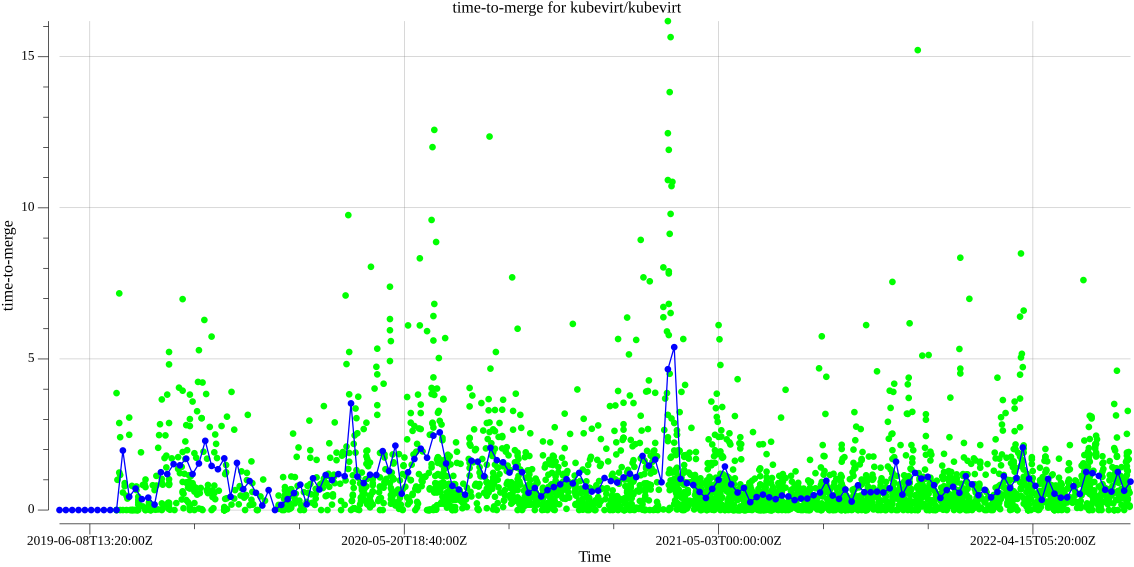 time-to-merge for kubevirt/kubevirt
15
10
5
0
time-to-merge
2019-06-08T13:20:00Z
2020-05-20T18:40:00Z
2021-05-03T00:00:00Z
2022-04-15T05:20:00Z
Time